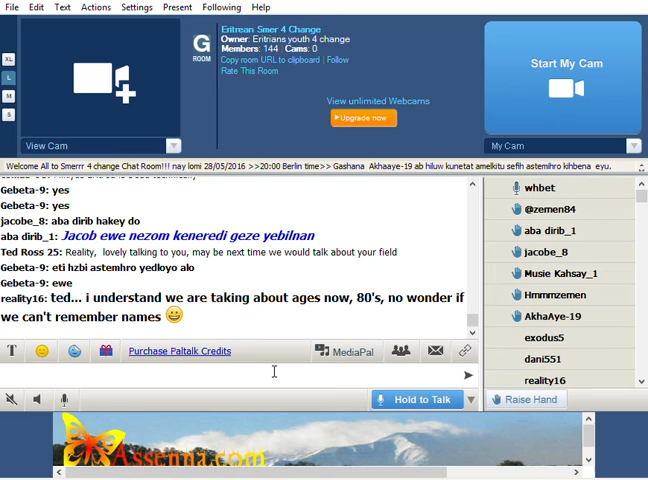 File Edit Text Actions Settings Present Following Help
Eritrean Smer 4 Change
Owner: Eritrians youth 4 change
Members: 144 | Cams: 0
Copy room URL to clipboard | Follow
Rate This Room
G
ROOM
XL
L
M
S
View unlimited Webcams
Upgrade now
Start My Cam
View Cam
My Cam
Welcome All to Smerrr 4 change Chat Room!!! nay lomi 28/05/2016 >>20:00 Berlin time>> Gashana Akhaaye-19 ab hiluw kunetat amelkitu sefih astemihro kihbena eyu.
Gebeta-9: yes
Gebeta-9: yes
jacobe_8: aba dirib hakey do
aba dirib_1: Jacob ewe nezom keneredi geze yebilnan
Ted Ross 25: Reality, lovely talking to you, may be next time we would talk about your field
Gebeta-9: eti hzbi astemhro yedkoyo alo
Gebeta-9: ewe
reality16: ted... i understand we are taking about ages now, 80's, no wonder if
we can't remember names
whbet
@zemen84
aba dirib_1
jacobe_8
Musie Kahsay_1
Hmmmzemen
AkhaAye-19
exodus5
dani551
reality16
T
Purchase Paltalk Credits
MediaPal
Hold to Talk
Raise Hand
Assenna.com